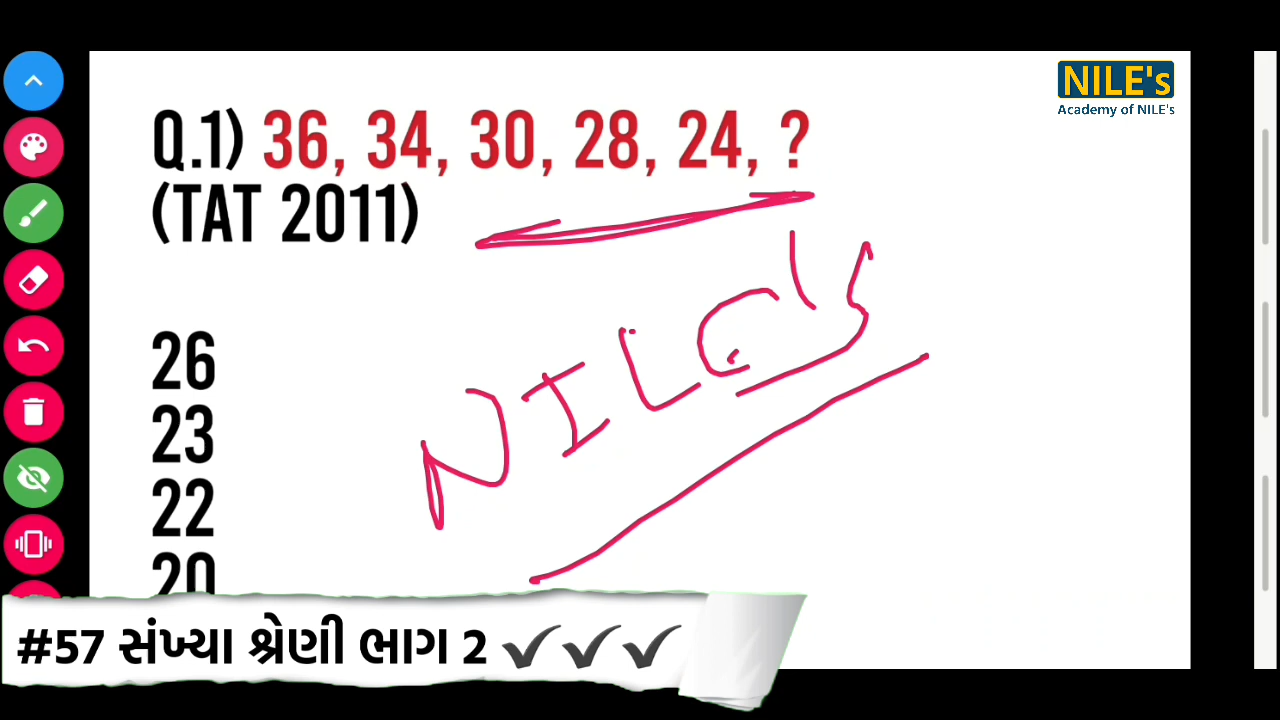 NILE's
Academy of NILE's
Q.1) 36, 34, 30, 28, 24, ?
(TAT 2011)
NILE's
26
23
22
20
#57 સંખ્યા શ્રેણી ભાગ 2 ✔✔✔